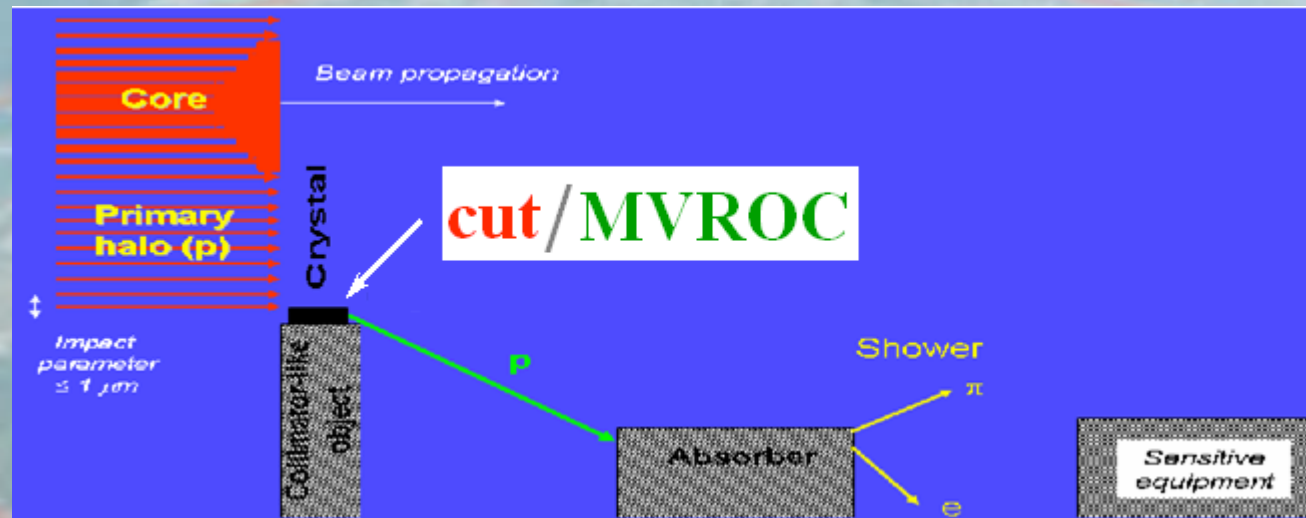 Beam propagation
Core
Crystal
cut/MVROC
Primary
halo (p)
Impact
parameter
≤ 1 μm
Collimator-like
object
p
Shower
π
Absorber
e
Sensitive
equipment